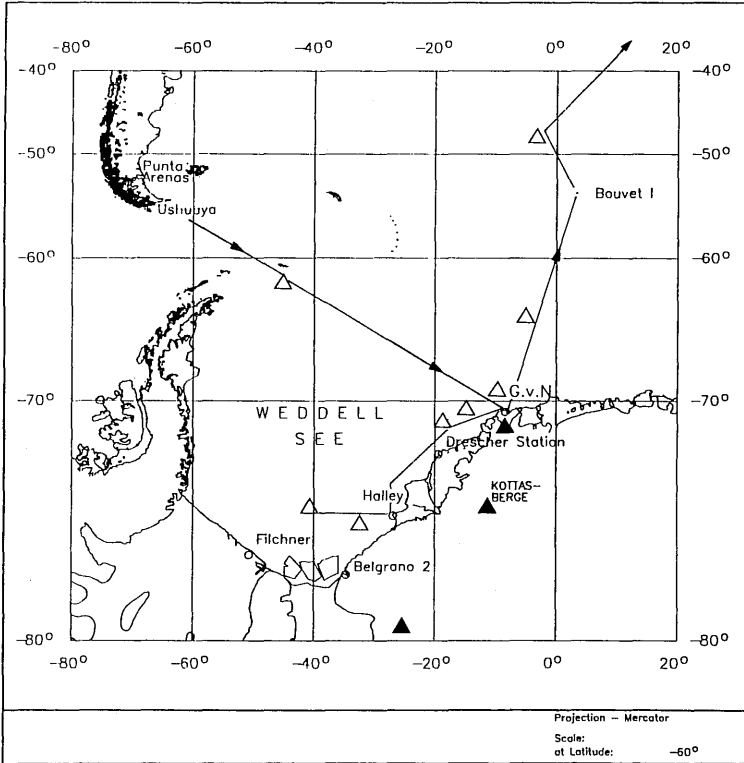 -80° -60° -40° -20° 0° 20°
-40° -40°
-50° -50°
Punta
Arenas
Ushuaya
Bouvet I
-60° -60°
-70° -70°
G.v.N.
WEDDELL
SEE
Drescher Station
KOTTAS-
BERGE
Halley
Filchner
Belgrano 2
-80° -80°
-80° -60° -40° -20° 0° 20°
Projection - Mercator
Scale:
at Latitude: -60°